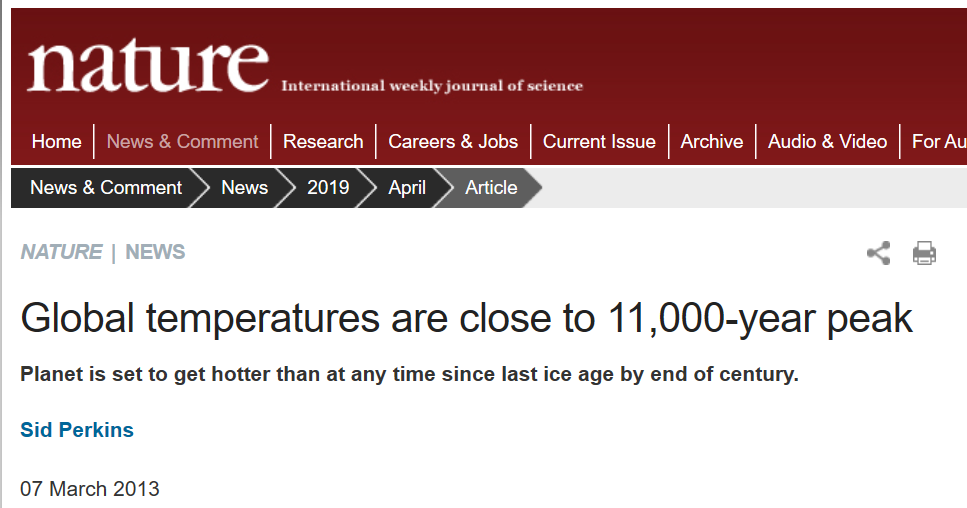 nature International weekly journal of science
Home News & Comment Research Careers & Jobs Current Issue Archive Audio & Video For Au
News & Comment News 2019 April Article
NATURE | NEWS
Global temperatures are close to 11,000-year peak
Planet is set to get hotter than at any time since last ice age by end of century.
Sid Perkins
07 March 2013